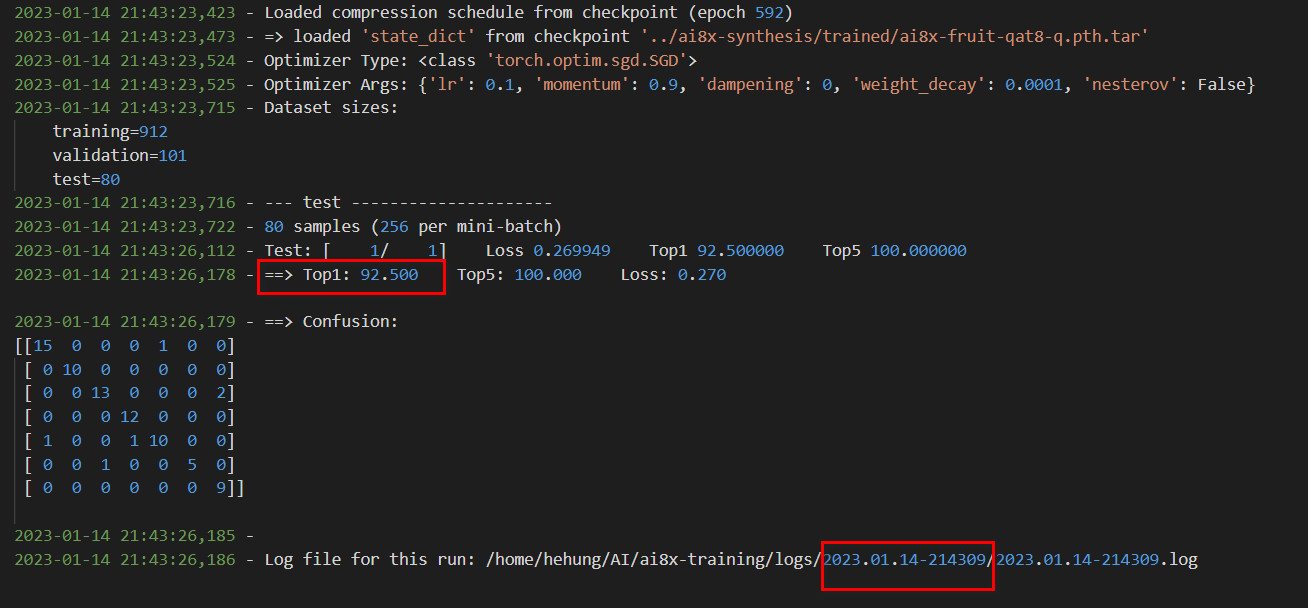 2023-01-14 21:43:23,423 - Loaded compression schedule from checkpoint (epoch 592)
2023-01-14 21:43:23,473 - => loaded 'state_dict' from checkpoint '../ai8x-synthesis/trained/ai8x-fruit-qat8-q.pth.tar'
2023-01-14 21:43:23,524 - Optimizer Type: <class 'torch.optim.sgd.SGD'>
2023-01-14 21:43:23,525 - Optimizer Args: {'lr': 0.1, 'momentum': 0.9, 'dampening': 0, 'weight_decay': 0.0001, 'nesterov': False}
2023-01-14 21:43:23,715 - Dataset sizes:
    training=912
    validation=101
    test=80
2023-01-14 21:43:23,716 - --- test ---------------------
2023-01-14 21:43:23,722 - 80 samples (256 per mini-batch)
2023-01-14 21:43:26,112 - Test: [    1/    1]    Loss 0.269949    Top1 92.500000    Top5 100.000000
2023-01-14 21:43:26,178 - ==> Top1: 92.500    Top5: 100.000    Loss: 0.270
2023-01-14 21:43:26,179 - ==> Confusion:
[[15  0  0  0  1  0  0]
 [ 0 10  0  0  0  0  0]
 [ 0  0 13  0  0  0  2]
 [ 0  0  0 12  0  0  0]
 [ 1  0  0  1 10  0  0]
 [ 0  0  1  0  0  5  0]
 [ 0  0  0  0  0  0  9]]
2023-01-14 21:43:26,185 -
2023-01-14 21:43:26,186 - Log file for this run: /home/hehung/AI/ai8x-training/logs/2023.01.14-214309/2023.01.14-214309.log